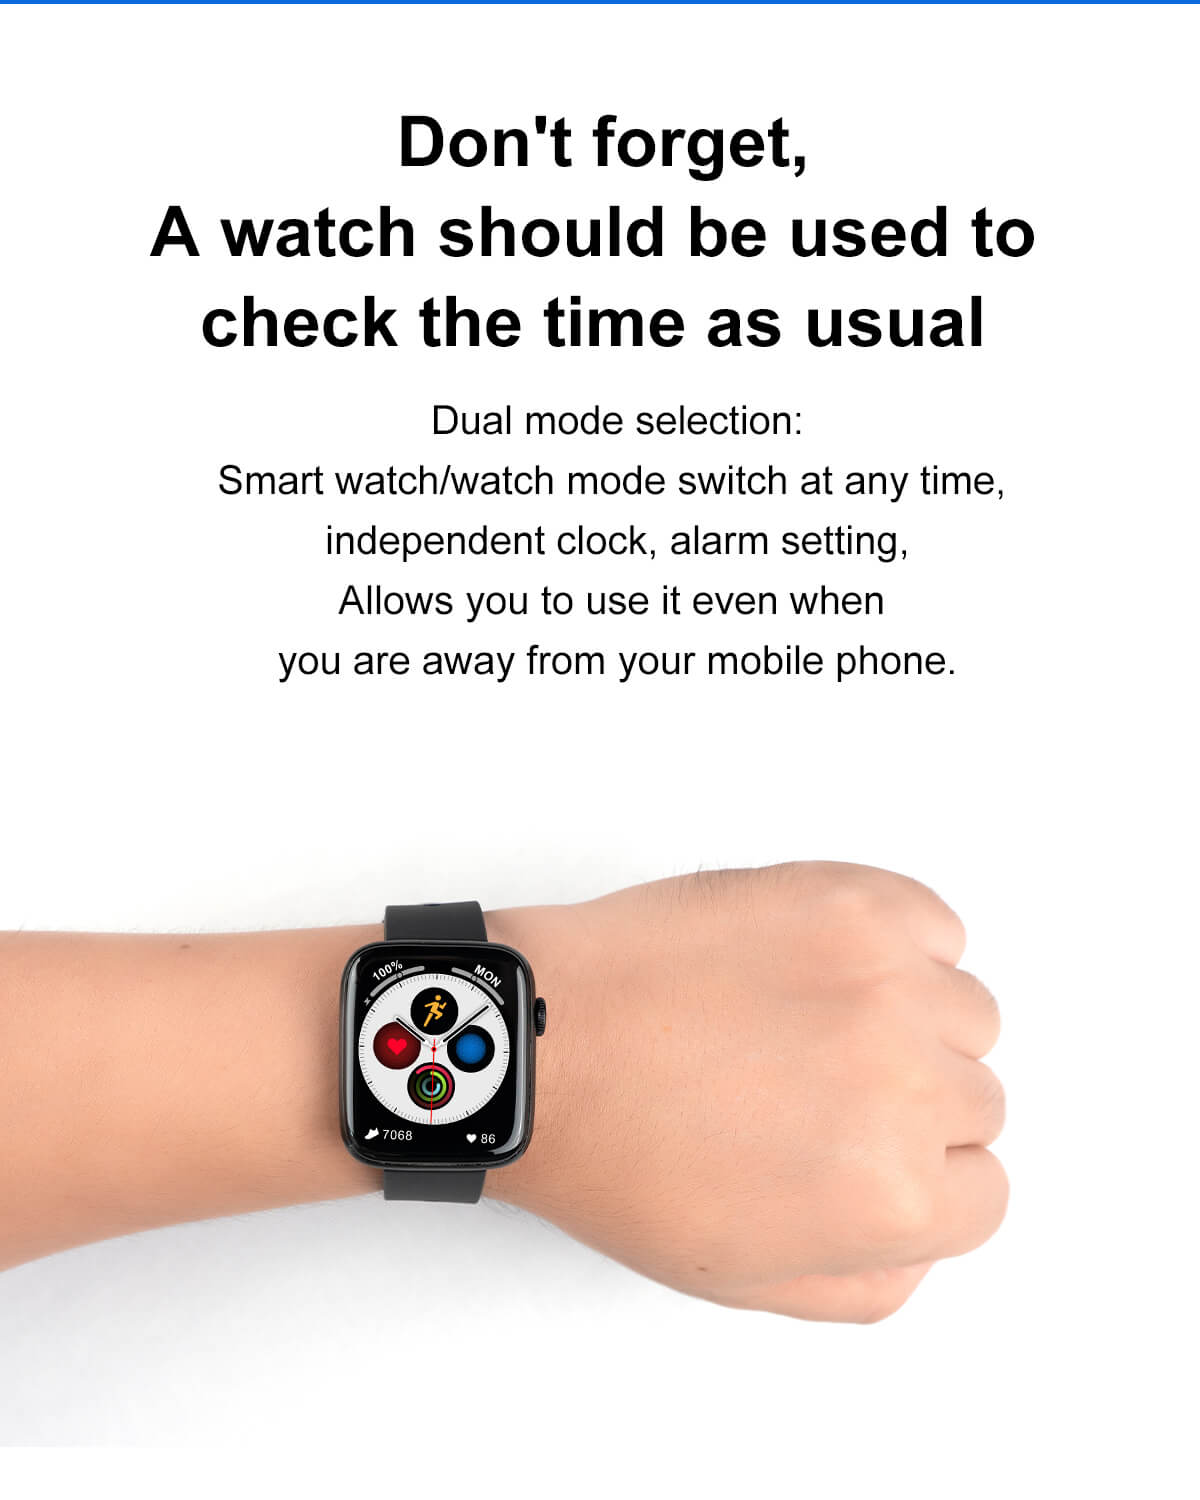 Don't forget,
A watch should be used to
check the time as usual
Dual mode selection:
Smart watch/watch mode switch at any time,
independent clock, alarm setting,
Allows you to use it even when
you are away from your mobile phone.
100%
MON
7068
86